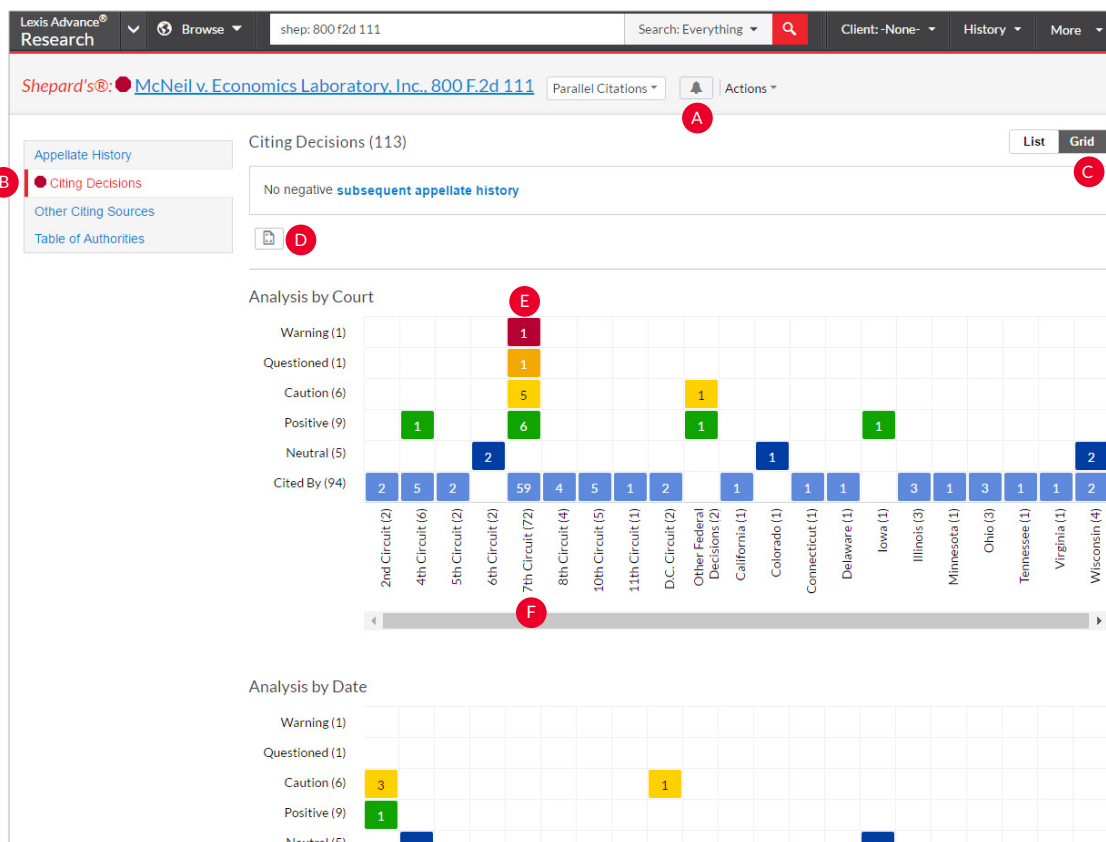 Lexis Advance®
Research
Browse
shep: 800 f2d 111
Search: Everything
Client: -None-
History
More
Shepard's®: McNeil v. Economics Laboratory, Inc., 800 F.2d 111
Parallel Citations
Actions
A
Appellate History
B
Citing Decisions
Other Citing Sources
Table of Authorities
Citing Decisions (113)
List
Grid
C
No negative subsequent appellate history
D
Analysis by Court
E
Warning (1) 1
Questioned (1) 1
Caution (6) 5 1
Positive (9) 1 6 1 1
Neutral (5) 2 1 2
Cited By (94) 2 5 2 59 4 5 1 2 1 1 1 3 1 3 1 1 2
2nd Circuit (2)
4th Circuit (6)
5th Circuit (2)
6th Circuit (2)
7th Circuit (72)
8th Circuit (4)
10th Circuit (5)
11th Circuit (1)
D.C. Circuit (2)
Other Federal
Decisions (2)
California (1)
Colorado (1)
Connecticut (1)
Delaware (1)
Iowa (1)
Illinois (3)
Minnesota (1)
Ohio (3)
Tennessee (1)
Virginia (1)
Wisconsin (4)
F
Analysis by Date
Warning (1)
Questioned (1)
Caution (6) 3 1
Positive (9) 1
Neutral (5)